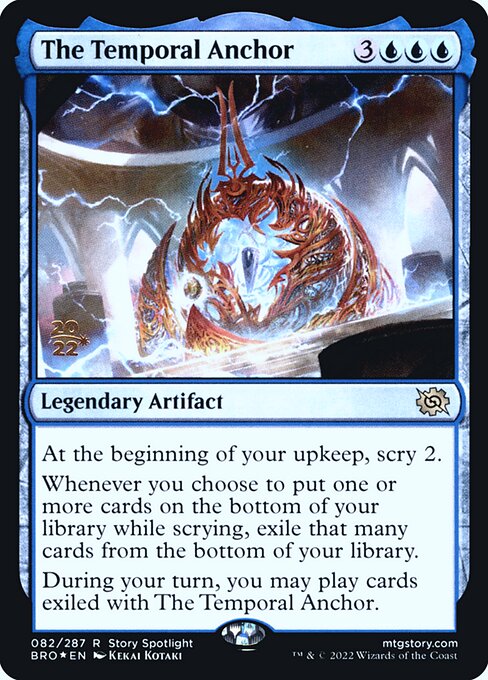 The Temporal Anchor 3
20
22
Legendary Artifact
At the beginning of your upkeep, scry 2.
Whenever you choose to put one or
more cards on the bottom of your
library while scrying, exile that many
cards from the bottom of your library.
During your turn, you may play cards
exiled with The Temporal Anchor.
082/287 R Story Spotlight mtgstory.com
BRO★EN Kekai Kotaki ™ & © 2022 Wizards of the Coast